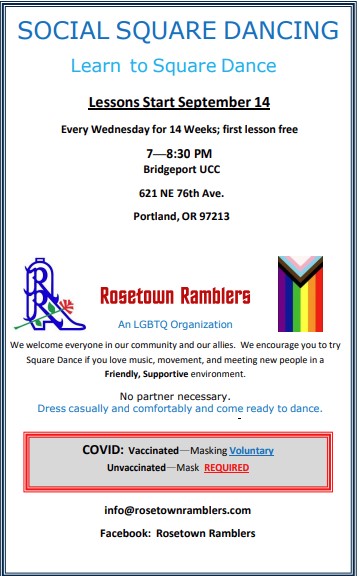 SOCIAL SQUARE DANCING
Learn to Square Dance
Lessons Start September 14
Every Wednesday for 14 Weeks; first lesson free
7—8:30 PM
Bridgeport UCC
621 NE 76th Ave.
Portland, OR 97213
RR
Rosetown Ramblers
An LGBTQ Organization
We welcome everyone in our community and our allies. We encourage you to try
Square Dance if you love music, movement, and meeting new people in a
Friendly, Supportive environment.
No partner necessary.
Dress casually and comfortably and come ready to dance.
COVID: Vaccinated—Masking Voluntary
Unvaccinated—Mask REQUIRED
info@rosetownramblers.com
Facebook: Rosetown Ramblers